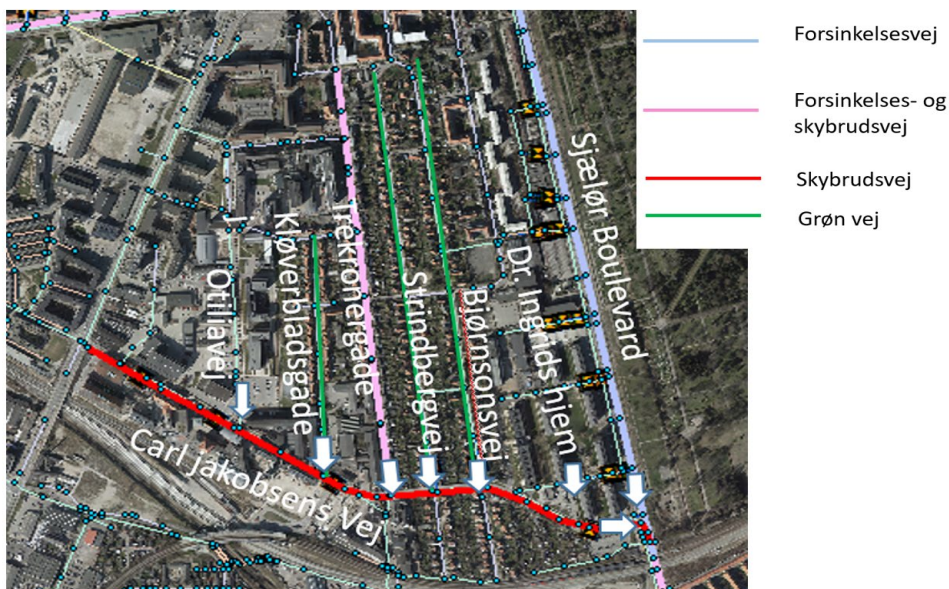 Forsinkelsesvej
Forsinkelses- og
skybrudsvej
Skybrudsvej
Grøn vej
Otiliavej
Kløverbladsgade
Trekronergade
Strindbergvej
Bjørnsonsvej
Dr. Ingrids hjem
Sjælør Boulevard
Carl Jakobsens Vej